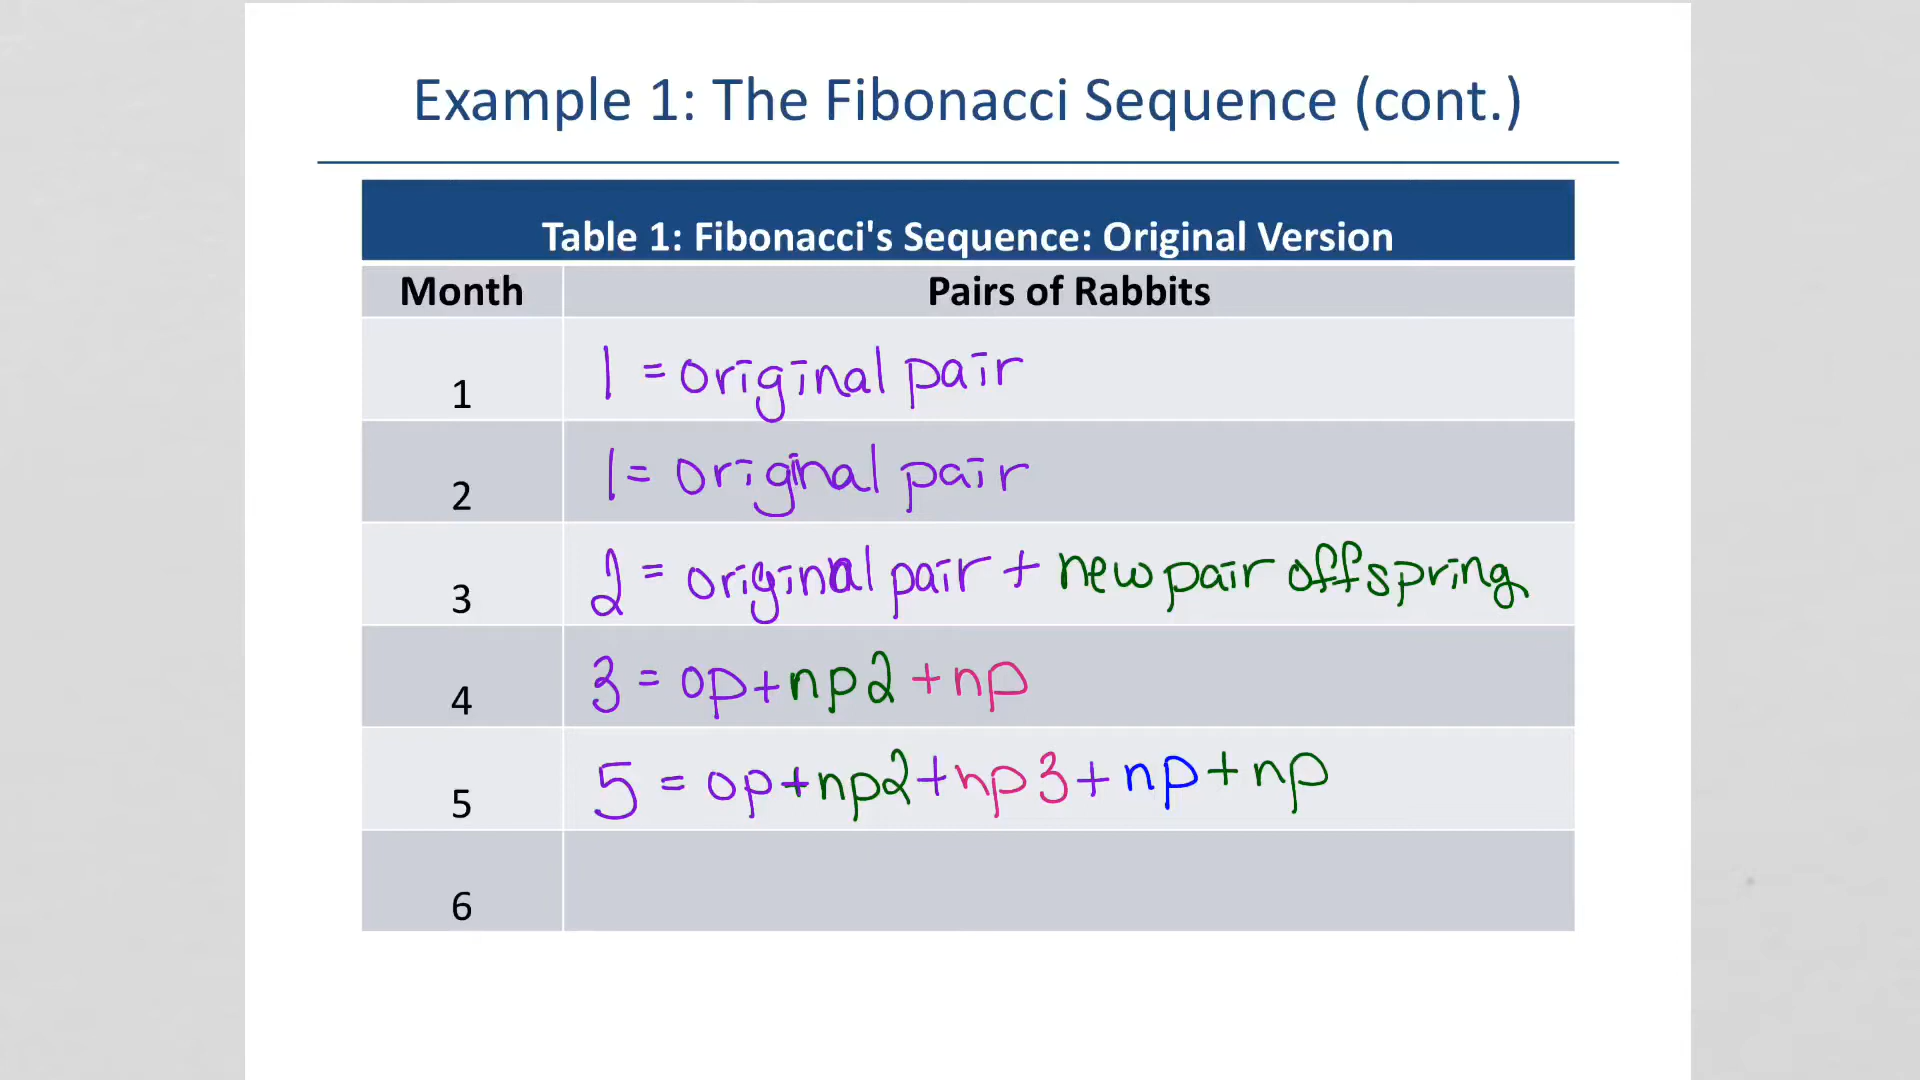 Example 1: The Fibonacci Sequence (cont.)
Table 1: Fibonacci's Sequence: Original Version
Month Pairs of Rabbits
1 1 = original pair
2 1 = original pair
3 2 = original pair + new pair offspring
4 3 = op + np2 + np
5 5 = op + np2 + np3 + np + np
6